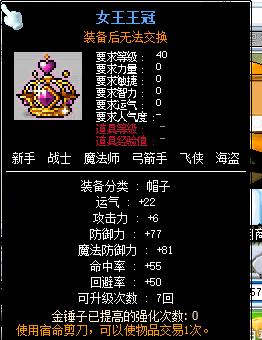 女王王冠
装备后无法交换
要求等级: 40
要求力量: 0
要求敏捷: 0
要求智力: 0
要求运气: 0
要求人气度: -
道具等级: -
道具经验值: -
新手 战士 魔法师 弓箭手 飞侠 海盗
装备分类 : 帽子
运气 : +22
攻击力 : +6
防御力 : +77
魔法防御力 : +81
命中率 : +55
回避率 : +50
可升级次数 : 7回
金锤子已提高的强化次数: 0
使用宿命剪刀，可以使物品交易1次。